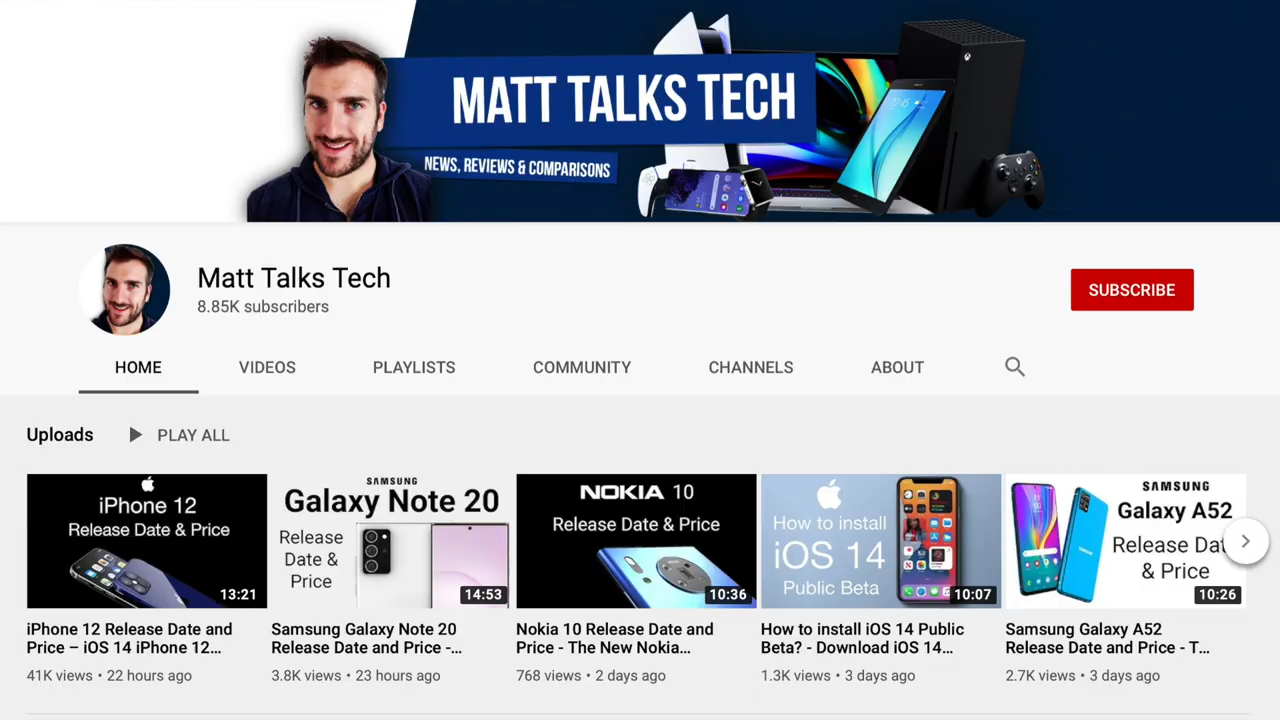 MATT TALKS TECH
NEWS, REVIEWS & COMPARISONS
Matt Talks Tech
8.85K subscribers
SUBSCRIBE
HOME VIDEOS PLAYLISTS COMMUNITY CHANNELS ABOUT
Uploads PLAY ALL
iPhone 12
Release Date & Price
13:21
SAMSUNG
Galaxy Note 20
Release
Date &
Price
14:53
NOKIA 10
Release Date & Price
10:36
How to install
iOS 14
Public Beta
10:07
SAMSUNG
Galaxy A52
Release Dat
& Price
10:26
iPhone 12 Release Date and
Price – iOS 14 iPhone 12...
41K views • 22 hours ago
Samsung Galaxy Note 20
Release Date and Price -...
3.8K views • 23 hours ago
Nokia 10 Release Date and
Price - The New Nokia...
768 views • 2 days ago
How to install iOS 14 Public
Beta? - Download iOS 14...
1.3K views • 3 days ago
Samsung Galaxy A52
Release Date and Price - T...
2.7K views • 3 days ago